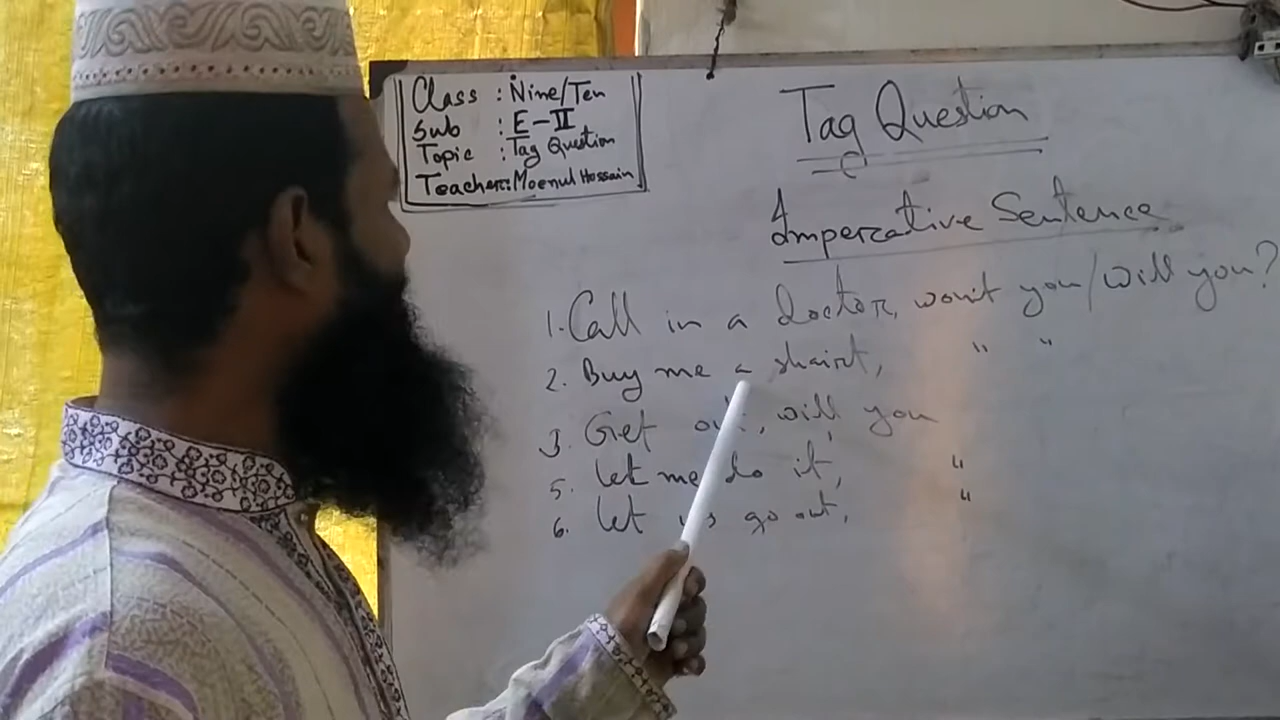 Class : Nine/Ten
Sub : E-II
Topic : Tag Question
Teacher: Moenul Hossain
Tag Question
Imperative Sentence
1. Call in a doctor, won't you/will you?
2. Buy me a shairt, " "
3. Get out, will you
5. let me do it, "
6. let us go out, "